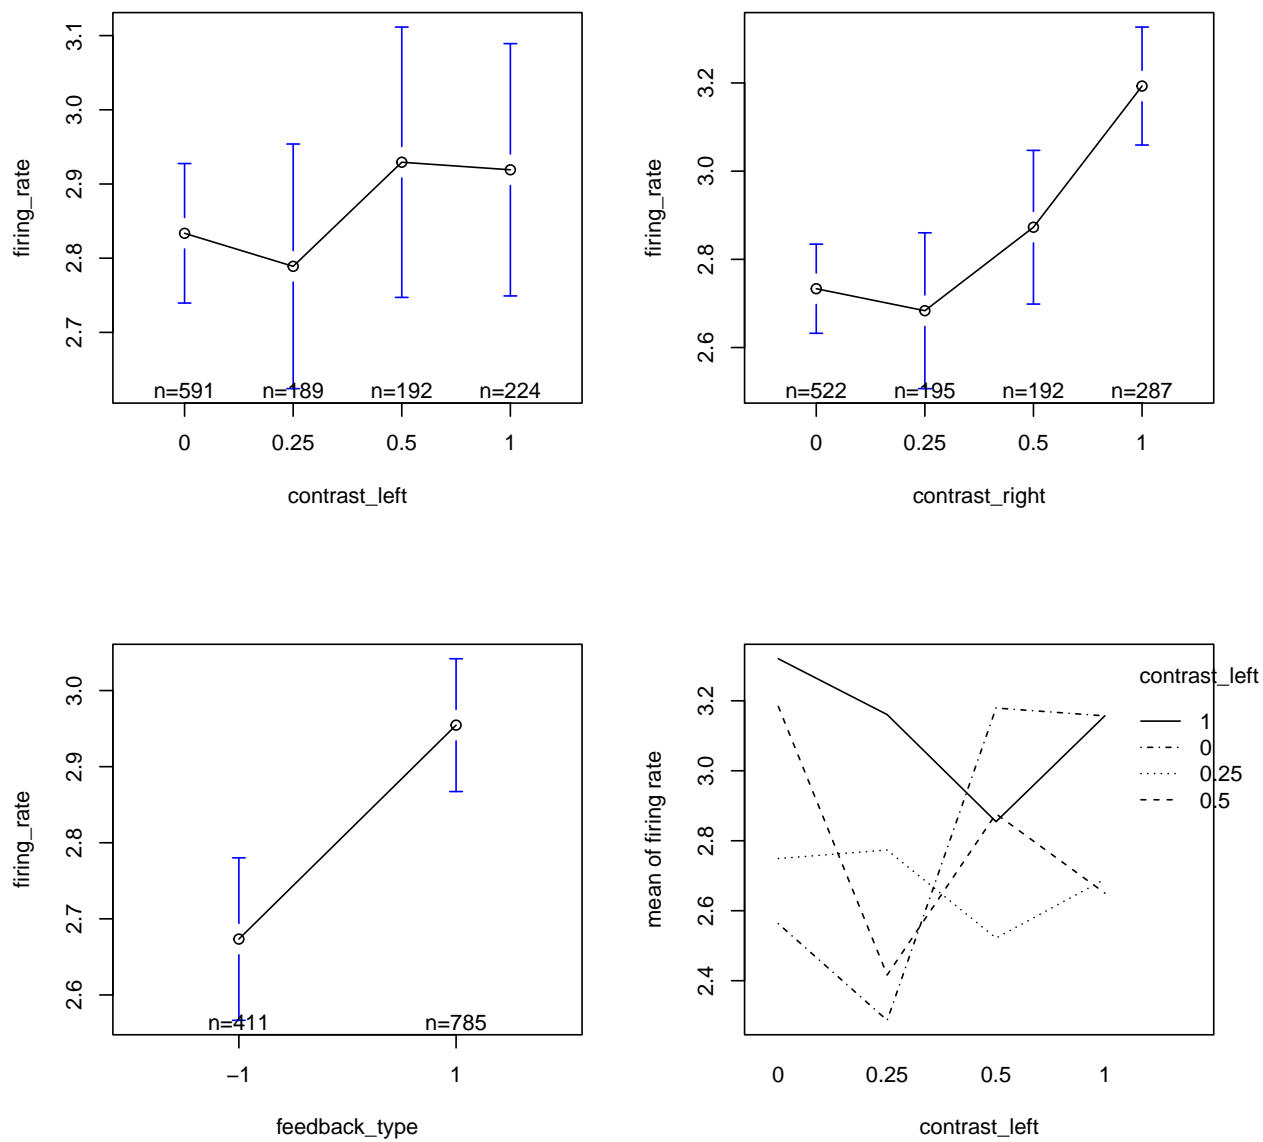 firing_rate
3.1
3.0
2.9
2.8
2.7
n=591 n=189 n=192 n=224
0 0.25 0.5 1
contrast_left
firing_rate
3.2
3.0
2.8
2.6
n=522 n=195 n=192 n=287
0 0.25 0.5 1
contrast_right
firing_rate
3.0
2.9
2.8
2.7
2.6
n=411 n=785
−1 1
feedback_type
mean of firing rate
3.2
3.0
2.8
2.6
2.4
contrast_left
1
0
0.25
0.5
0 0.25 0.5 1
contrast_left